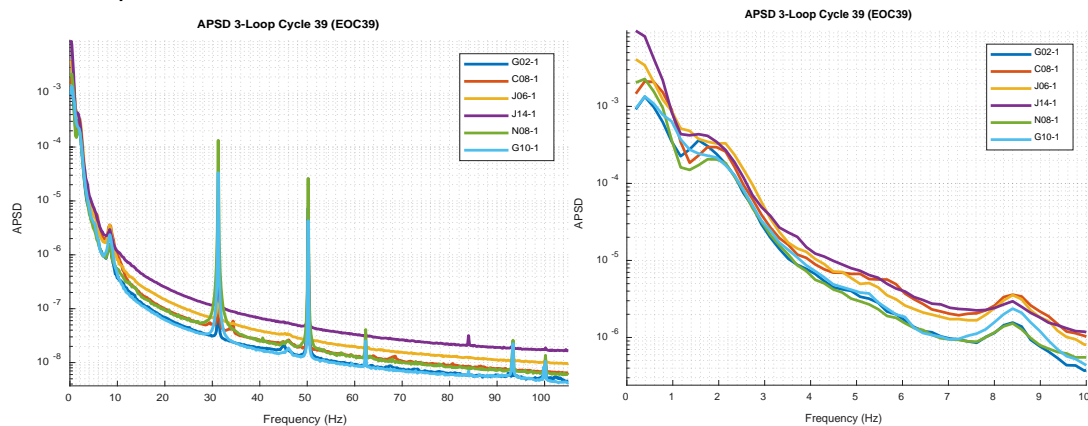 APSD 3-Loop Cycle 39 (EOC39)
G02-1
C08-1
J06-1
J14-1
N08-1
G10-1
10⁻³
10⁻⁴
10⁻⁵
10⁻⁶
10⁻⁷
10⁻⁸
APSD
0 10 20 30 40 50 60 70 80 90 100
Frequency (Hz)
APSD 3-Loop Cycle 39 (EOC39)
G02-1
C08-1
J06-1
J14-1
N08-1
G10-1
10⁻³
10⁻⁴
10⁻⁵
10⁻⁶
APSD
0 1 2 3 4 5 6 7 8 9 10
Frequency (Hz)